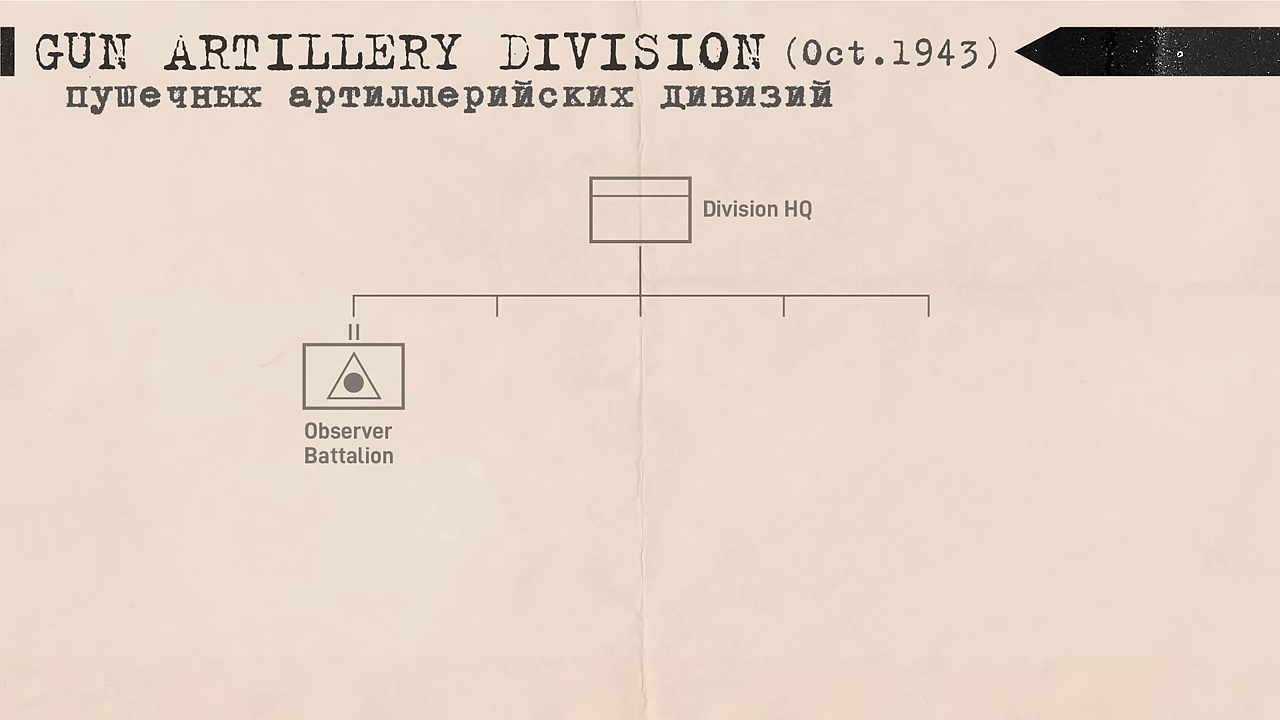 GUN ARTILLERY DIVISION (Oct.1943)
пушечных артиллерийских дивизий
Division HQ
II
Observer
Battalion